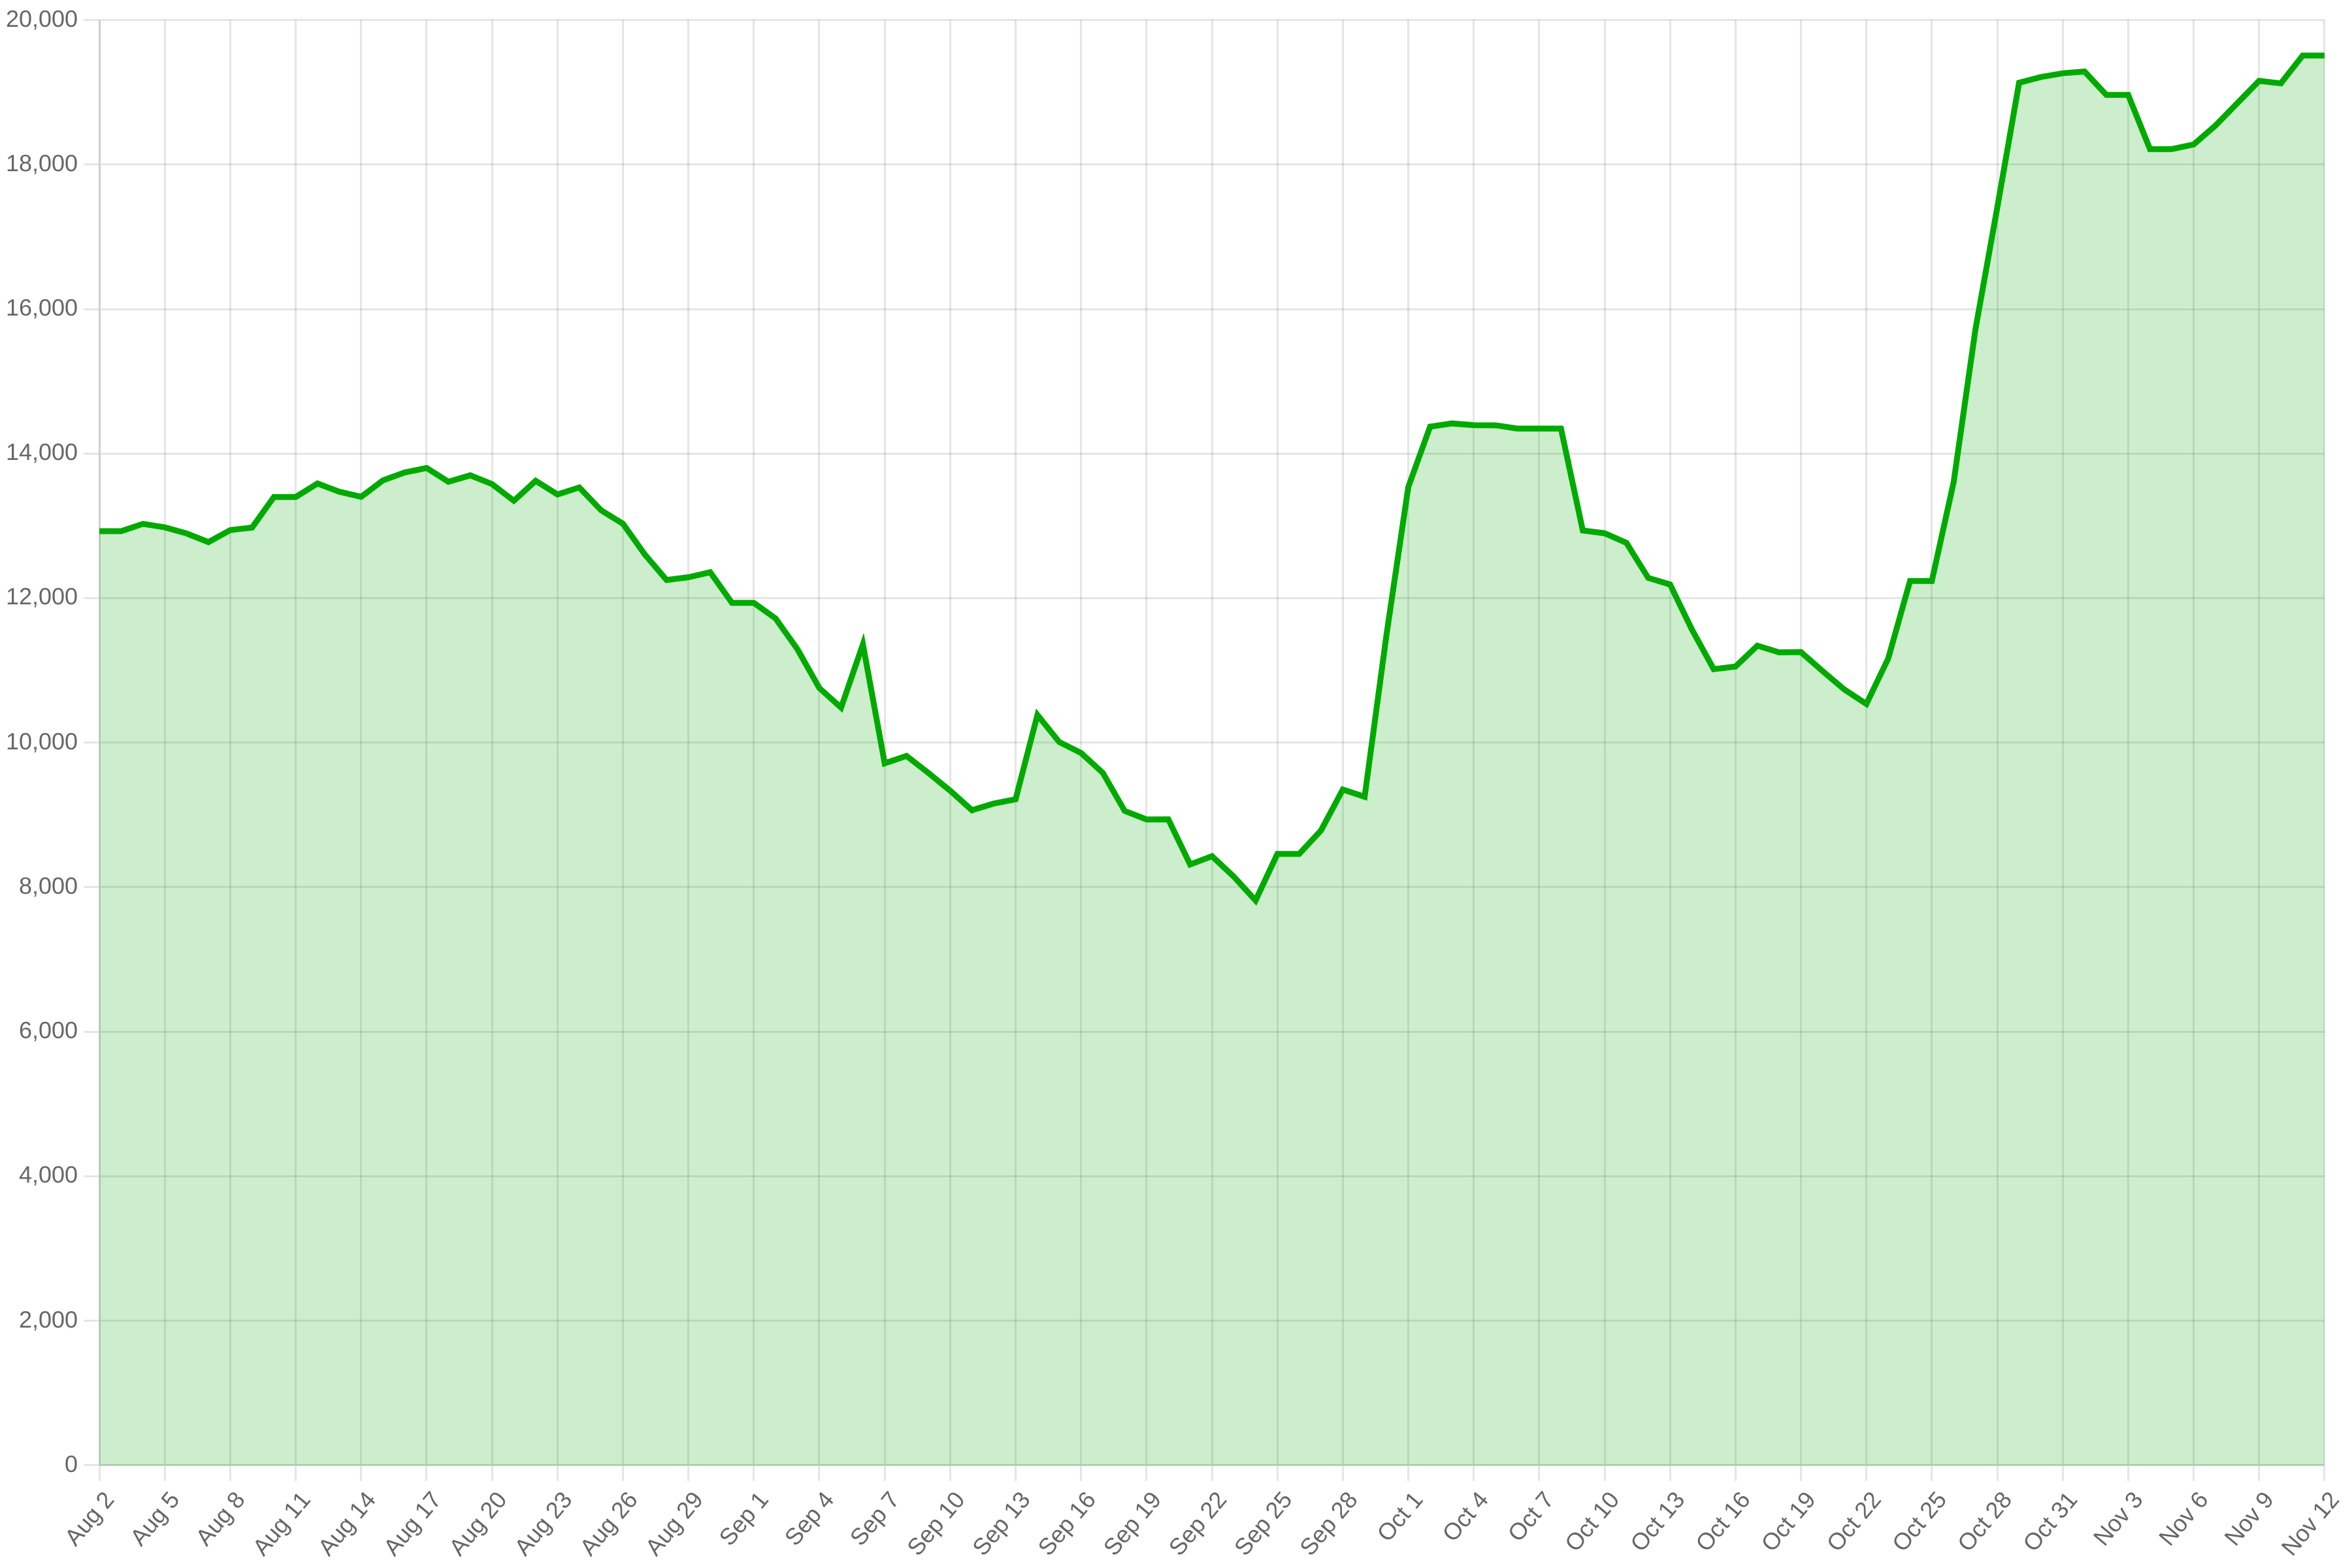 20,000
18,000
16,000
14,000
12,000
10,000
8,000
6,000
4,000
2,000
0
Aug 2
Aug 5
Aug 8
Aug 11
Aug 14
Aug 17
Aug 20
Aug 23
Aug 26
Aug 29
Sep 1
Sep 4
Sep 7
Sep 10
Sep 13
Sep 16
Sep 19
Sep 22
Sep 25
Sep 28
Oct 1
Oct 4
Oct 7
Oct 10
Oct 13
Oct 16
Oct 19
Oct 22
Oct 25
Oct 28
Oct 31
Nov 3
Nov 6
Nov 9
Nov 12